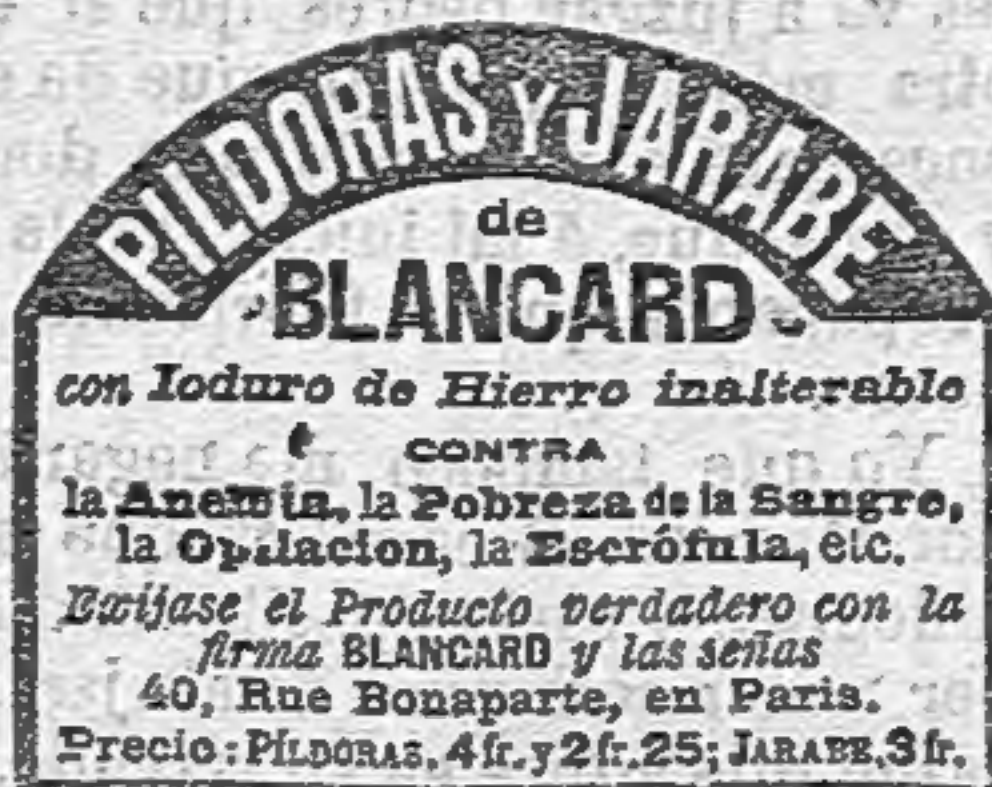 PILDORAS Y JARABE
de
BLANCARD
con Ioduro de Hierro inalterable
CONTRA
la Anemia, la Pobreza de la Sangre,
la Opilacion, la Escrófula, etc.
Exijase el Producto verdadero con la
firma BLANCARD y las señas
40, Rue Bonaparte, en Paris.
Precio: PÍLDORAS, 4 fr. y 2 fr. 25; JARABE, 3 fr.